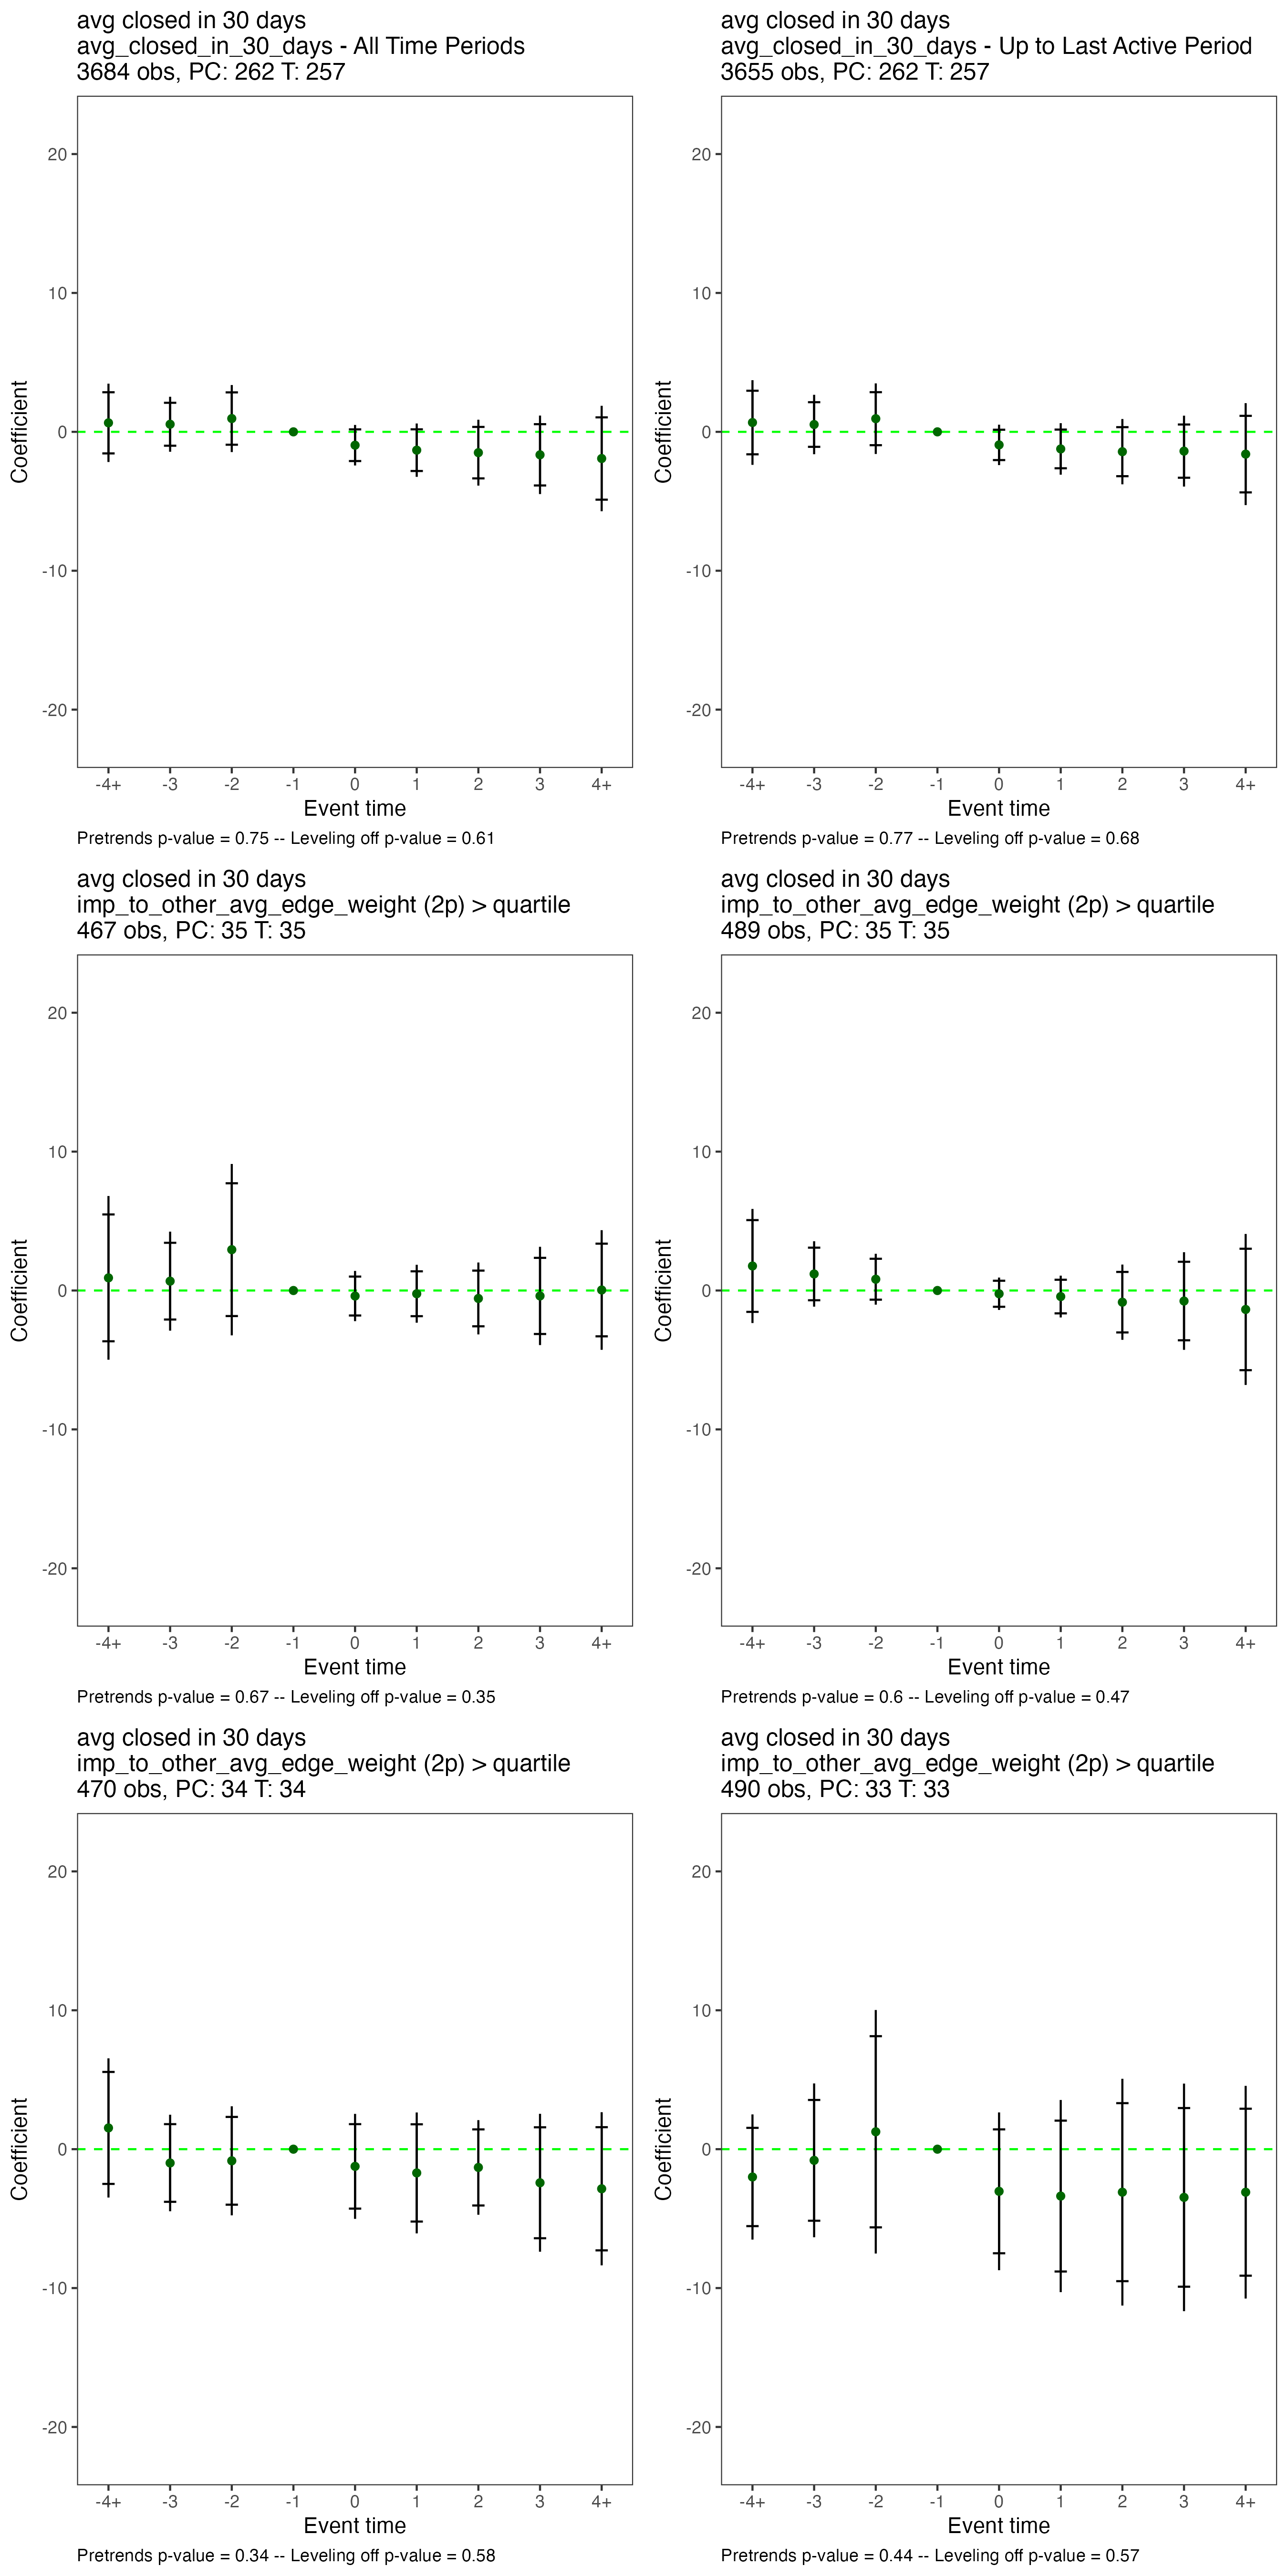 avg closed in 30 days
avg_closed_in_30_days - All Time Periods
3684 obs, PC: 262 T: 257
20
10
0
-10
-20
Coefficient
-4+ -3 -2 -1 0 1 2 3 4+
Event time
Pretrends p-value = 0.75 -- Leveling off p-value = 0.61
avg closed in 30 days
avg_closed_in_30_days - Up to Last Active Period
3655 obs, PC: 262 T: 257
20
10
0
-10
-20
Coefficient
-4+ -3 -2 -1 0 1 2 3 4+
Event time
Pretrends p-value = 0.77 -- Leveling off p-value = 0.68
avg closed in 30 days
imp_to_other_avg_edge_weight (2p) > quartile
467 obs, PC: 35 T: 35
20
10
0
-10
-20
Coefficient
-4+ -3 -2 -1 0 1 2 3 4+
Event time
Pretrends p-value = 0.67 -- Leveling off p-value = 0.35
avg closed in 30 days
imp_to_other_avg_edge_weight (2p) > quartile
489 obs, PC: 35 T: 35
20
10
0
-10
-20
Coefficient
-4+ -3 -2 -1 0 1 2 3 4+
Event time
Pretrends p-value = 0.6 -- Leveling off p-value = 0.47
avg closed in 30 days
imp_to_other_avg_edge_weight (2p) > quartile
470 obs, PC: 34 T: 34
20
10
0
-10
-20
Coefficient
-4+ -3 -2 -1 0 1 2 3 4+
Event time
Pretrends p-value = 0.34 -- Leveling off p-value = 0.58
avg closed in 30 days
imp_to_other_avg_edge_weight (2p) > quartile
490 obs, PC: 33 T: 33
20
10
0
-10
-20
Coefficient
-4+ -3 -2 -1 0 1 2 3 4+
Event time
Pretrends p-value = 0.44 -- Leveling off p-value = 0.57